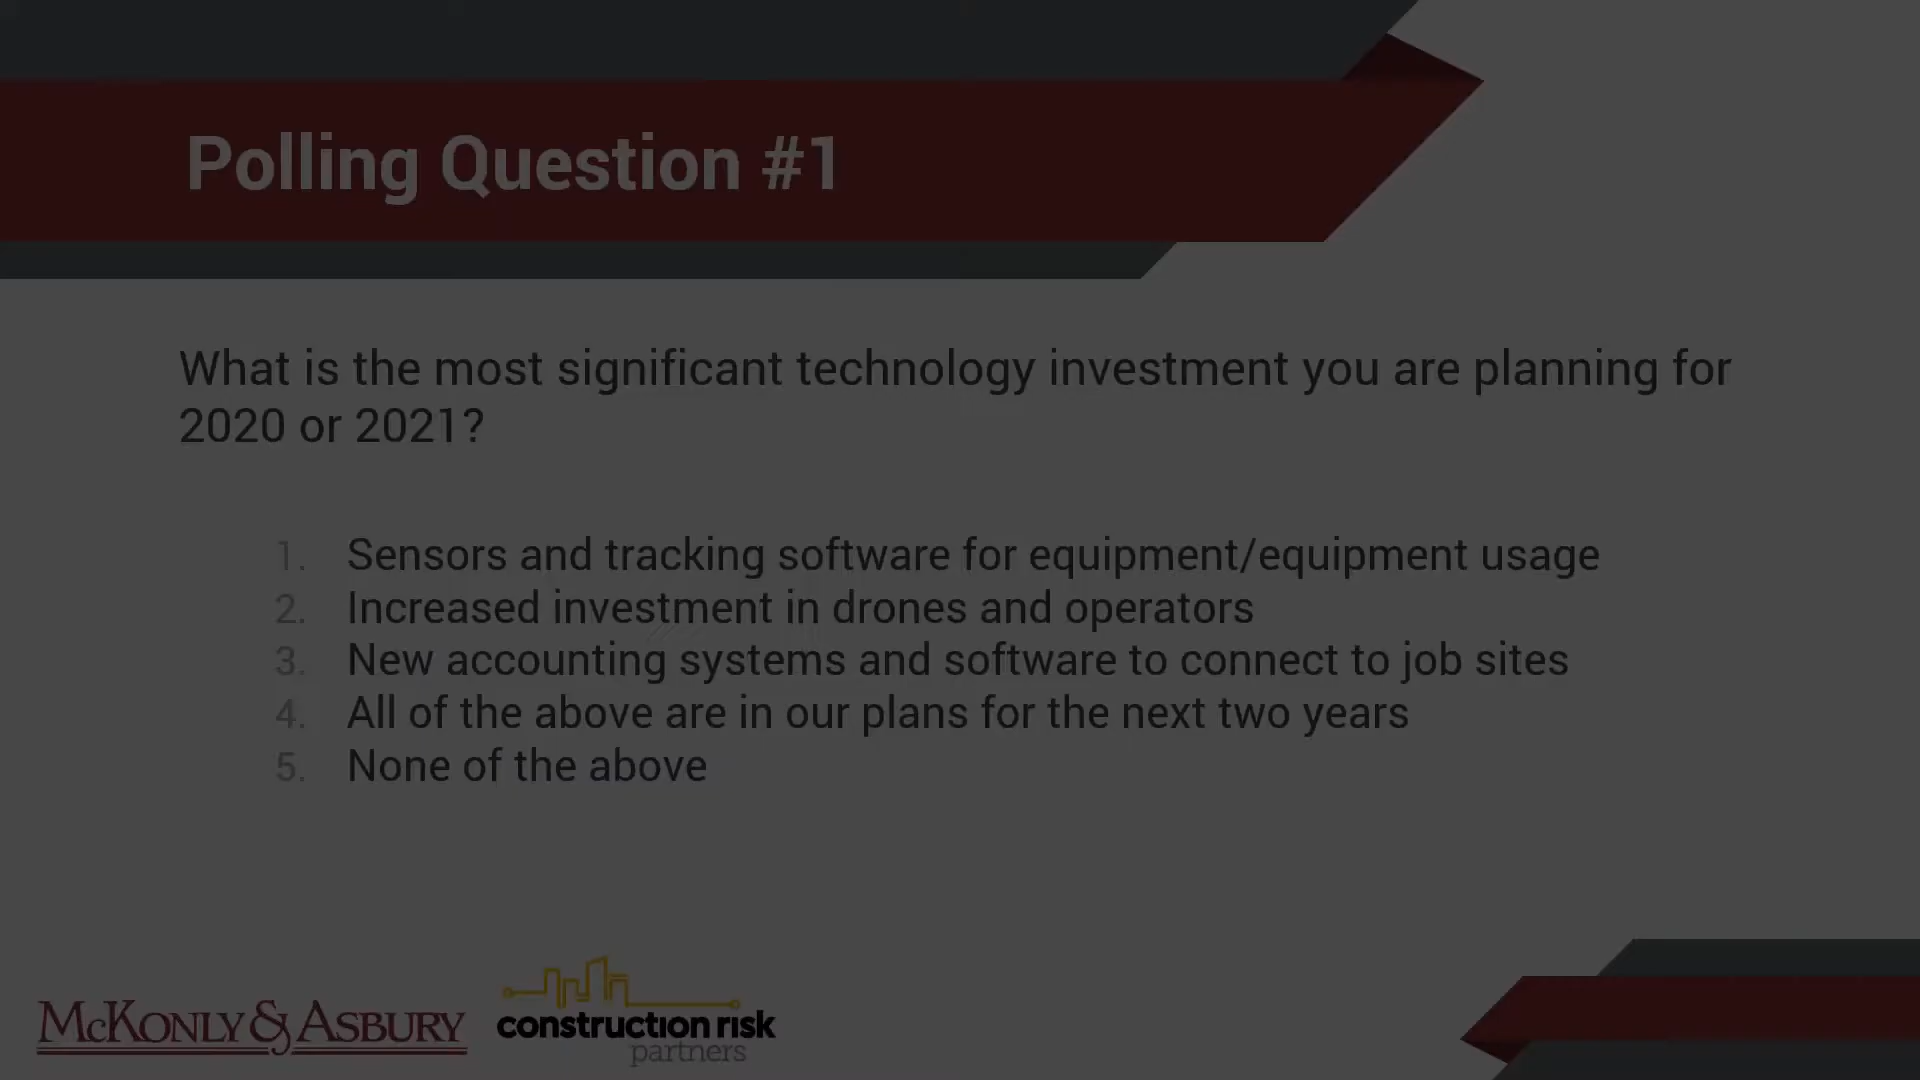 Polling Question #1
What is the most significant technology investment you are planning for
2020 or 2021?
1. Sensors and tracking software for equipment/equipment usage
2. Increased investment in drones and operators
3. New accounting systems and software to connect to job sites
4. All of the above are in our plans for the next two years
5. None of the above
McKonly & Asbury
construction risk
partners